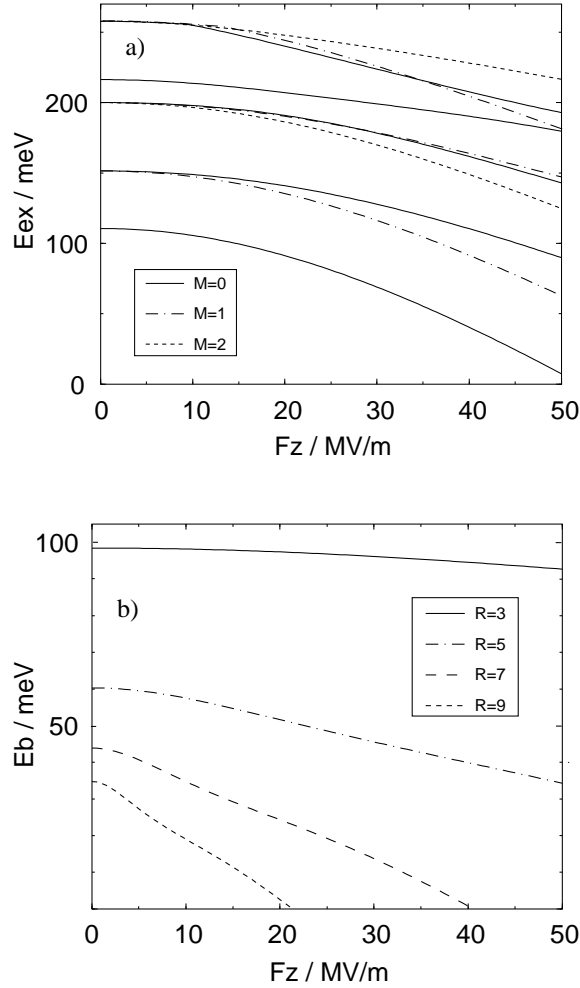 a)
Eex / meV
200
100
0
M=0
M=1
M=2
0 10 20 30 40 50
Fz / MV/m
b)
Eb / meV
100
50
R=3
R=5
R=7
R=9
0 10 20 30 40 50
Fz / MV/m